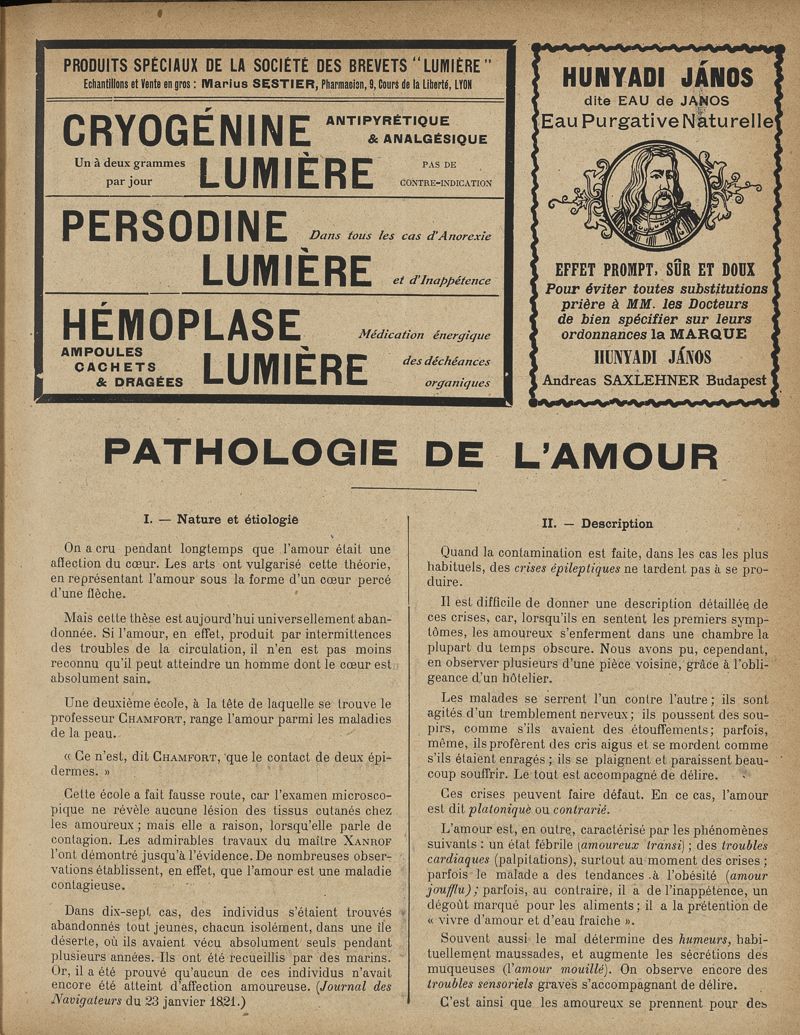 PRODUITS SPÉCIAUX DE LA SOCIÉTÉ DES BREVETS "LUMIÈRE"
Echantillons et Vente en gros : Marius SESTIER, Pharmacien, 9, Cours de la Liberté, LYON
CRYOGÉNINE ANTIPYRÉTIQUE
& ANALGÉSIQUE
Un à deux grammes
par jour
LUMIÈRE
PAS DE
CONTRE-INDICATION
PERSODINE Dans tous les cas d'Anorexie
LUMIÈRE et d'Inappétence
HÉMOPLASE Médication énergique
AMPOULES
CACHETS
& DRAGÉES
LUMIÈRE
des déchéances
organiques
HUNYADI JÁNOS
dite EAU de JANOS
Eau Purgative Naturelle
EFFET PROMPT, SÛR ET DOUX
Pour éviter toutes substitutions
prière à MM. les Docteurs
de bien spécifier sur leurs
ordonnances la MARQUE
HUNYADI JÁNOS
Andreas SAXLEHNER Budapest
PATHOLOGIE DE L'AMOUR
I. — Nature et étiologie
On a cru pendant longtemps que l'amour était une
affection du cœur. Les arts ont vulgarisé cette théorie,
en représentant l'amour sous la forme d'un cœur percé
d'une flèche.
Mais cette thèse est aujourd'hui universellement aban-
donnée. Si l'amour, en effet, produit par intermittences
des troubles de la circulation, il n'en est pas moins
reconnu qu'il peut atteindre un homme dont le cœur est
absolument sain.
Une deuxième école, à la tête de laquelle se trouve le
professeur CHAMFORT, range l'amour parmi les maladies
de la peau.
« Ce n'est, dit CHAMFORT, que le contact de deux épi-
dermes. »
Cette école a fait fausse route, car l'examen microsco-
pique ne révèle aucune lésion des tissus cutanés chez
les amoureux ; mais elle a raison, lorsqu'elle parle de
contagion. Les admirables travaux du maître XANROF
l'ont démontré jusqu'à l'évidence. De nombreuses obser-
vations établissent, en effet, que l'amour est une maladie
contagieuse.
Dans dix-sept cas, des individus s'étaient trouvés
abandonnés tout jeunes, chacun isolément, dans une île
déserte, où ils avaient vécu absolument seuls pendant
plusieurs années. Ils ont été recueillis par des marins.
Or, il a été prouvé qu'aucun de ces individus n'avait
encore été atteint d'affection amoureuse. (Journal des
Navigateurs du 23 janvier 1821.)
II. — Description
Quand la contamination est faite, dans les cas les plus
habituels, des crises épileptiques ne tardent pas à se pro-
duire.
Il est difficile de donner une description détaillée de
ces crises, car, lorsqu'ils en sentent les premiers symp-
tômes, les amoureux s'enferment dans une chambre la
plupart du temps obscure. Nous avons pu, cependant,
en observer plusieurs d'une pièce voisine, grâce à l'obli-
geance d'un hôtelier.
Les malades se serrent l'un contre l'autre ; ils sont
agités d'un tremblement nerveux ; ils poussent des sou-
pirs, comme s'ils avaient des étouffements ; parfois,
même, ils profèrent des cris aigus et se mordent comme
s'ils étaient enragés ; ils se plaignent et paraissent beau-
coup souffrir. Le tout est accompagné de délire.
Ces crises peuvent faire défaut. En ce cas, l'amour
est dit platonique ou contrarié.
L'amour est, en outre, caractérisé par les phénomènes
suivants : un état fébrile (amoureux transi) ; des troubles
cardiaques (palpitations), surtout au moment des crises ;
parfois le malade a des tendances à l'obésité (amour
joufflu) ; parfois, au contraire, il a de l'inappétence, un
dégoût marqué pour les aliments ; il a la prétention de
« vivre d'amour et d'eau fraiche ».
Souvent aussi le mal détermine des humeurs, habi-
tuellement maussades, et augmente les sécrétions des
muqueuses (l'amour mouillé). On observe encore des
troubles sensoriels graves s'accompagnant de délire.
C'est ainsi que les amoureux se prennent pour des